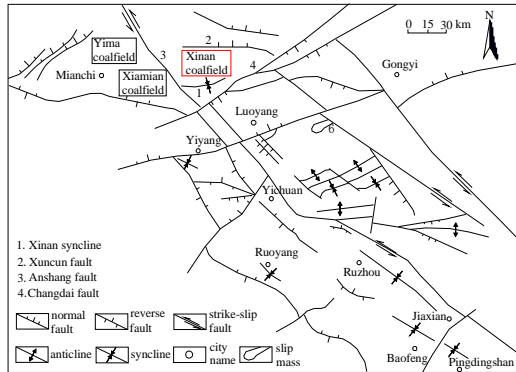 Yima
coalfield
Mianchi
3
2
Xinan
coalfield
4
Xiamian
coalfield
1
0 15 30 km
N
Gongyi
Luoyang
6
Yiyang
Yichuan
Ruoyang
Ruzhou
Jiaxian
Baofeng
Pingdingshan
1. Xinan syncline
2. Xuncun fault
3. Anshang fault
4. Changdai fault
normal
fault
reverse
fault
strike-slip
fault
anticline
syncline
city
name
slip
mass